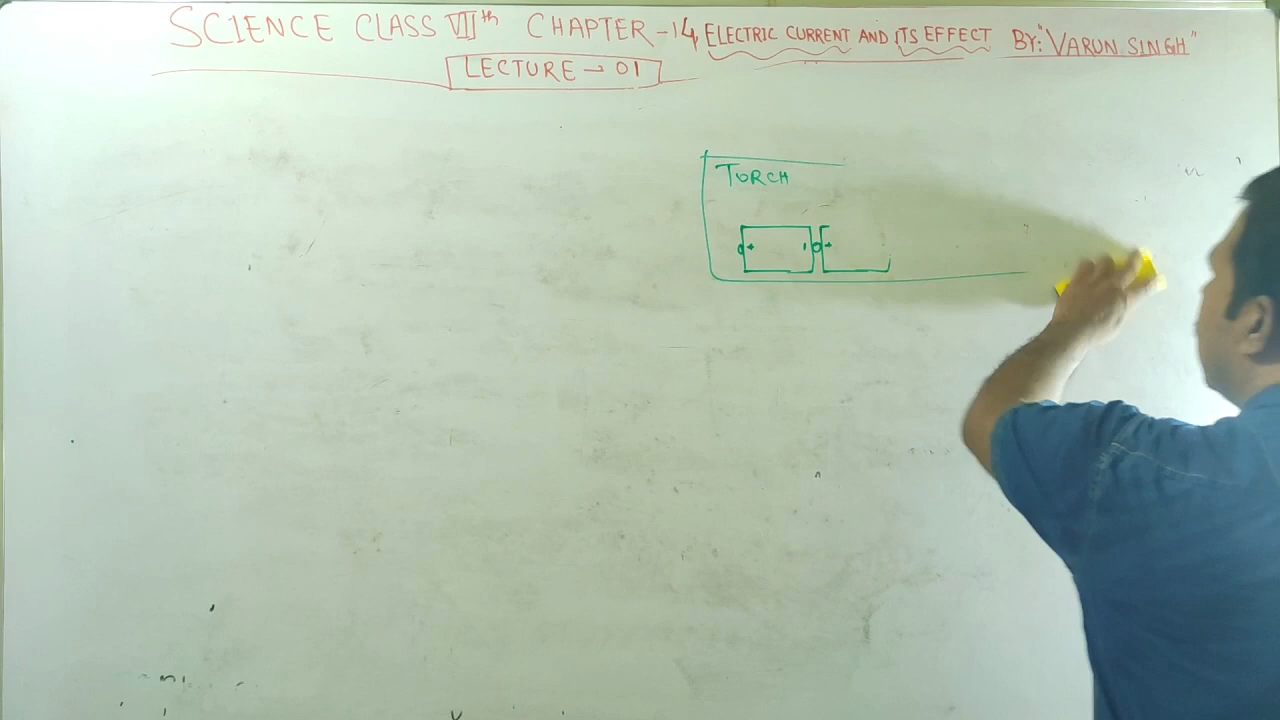 SCIENCE CLASS VIIth CHAPTER - 14, ELECTRIC CURRENT AND ITS EFFECT BY: "VARUN SINGH"
LECTURE → 01
TORCH
+ - +